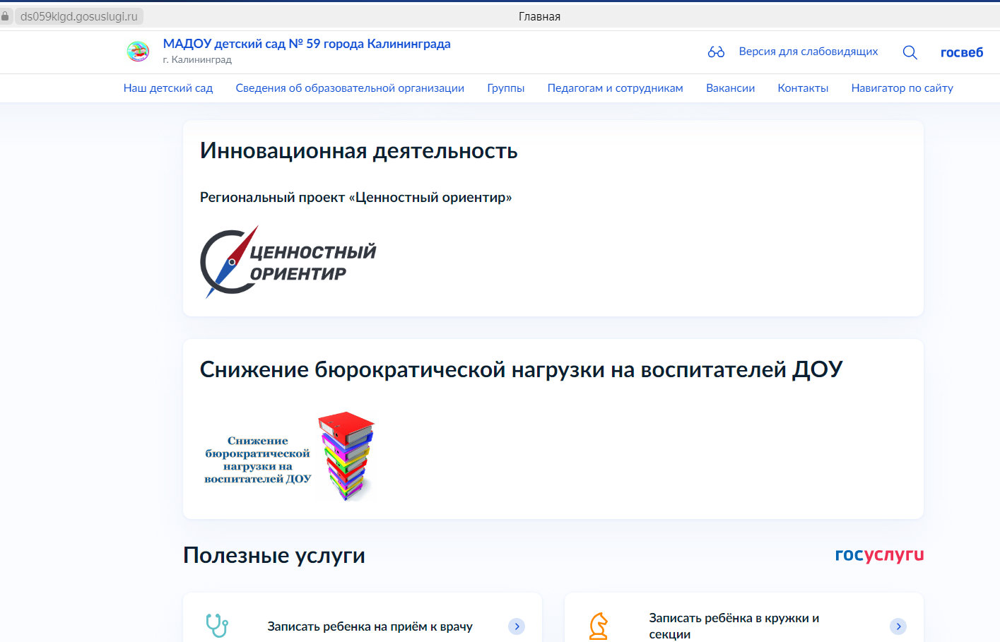 ds059klgd.gosuslugi.ru
Главная
МАДОУ детский сад № 59 города Калининграда
г. Калининград
Версия для слабовидящих
госвеб
Наш детский сад
Сведения об образовательной организации
Группы
Педагогам и сотрудникам
Вакансии
Контакты
Навигатор по сайту
Инновационная деятельность
Региональный проект «Ценностный ориентир»
ЦЕННОСТНЫЙ
ОРИЕНТИР
Снижение бюрократической нагрузки на воспитателей ДОУ
Снижение
бюрократической
нагрузки на
воспитателей ДОУ
Полезные услуги
госуслуги
Записать ребенка на приём к врачу
Записать ребёнка в кружки и
секции